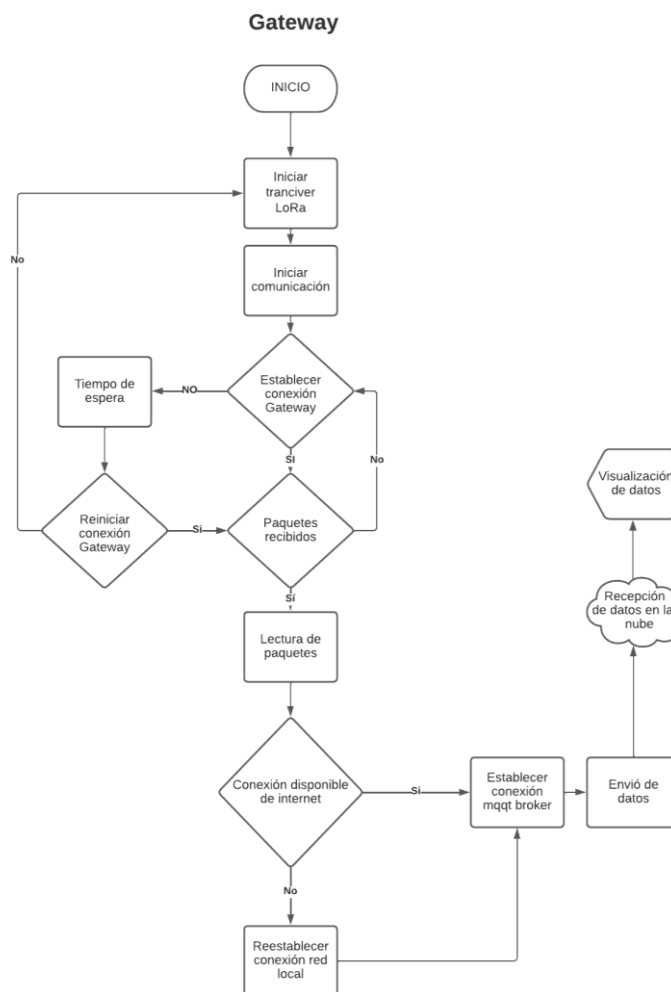 Gateway
INICIO
Iniciar
tranciver
LoRa
No
Iniciar
comunicación
Tiempo de
espera
NO
Establecer
conexión
Gateway
SI
No
Reiniciar
conexión
Gateway
Si
Paquetes
recibidos
Visualización
de datos
Sí
Recepción
de datos en la
nube
Lectura de
paquetes
Conexión disponible
de internet
Si
Establecer
conexión
mqqt broker
Envió de
datos
No
Reestablecer
conexión red
local